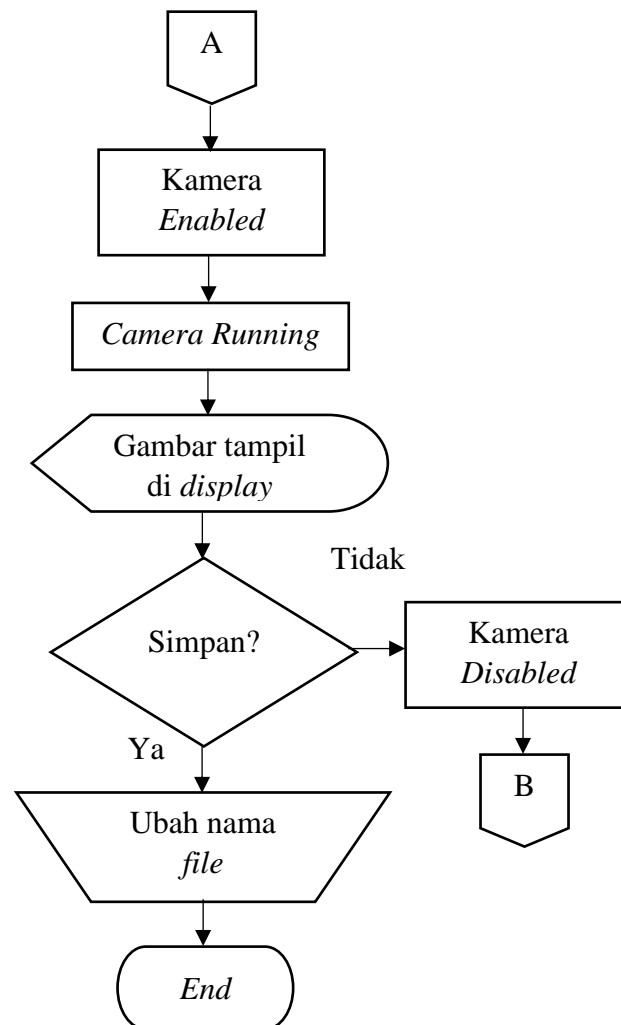 A
Kamera
Enabled
Camera Running
Gambar tampil
di display
Tidak
Simpan?
Kamera
Disabled
Ya
B
Ubah nama
file
End